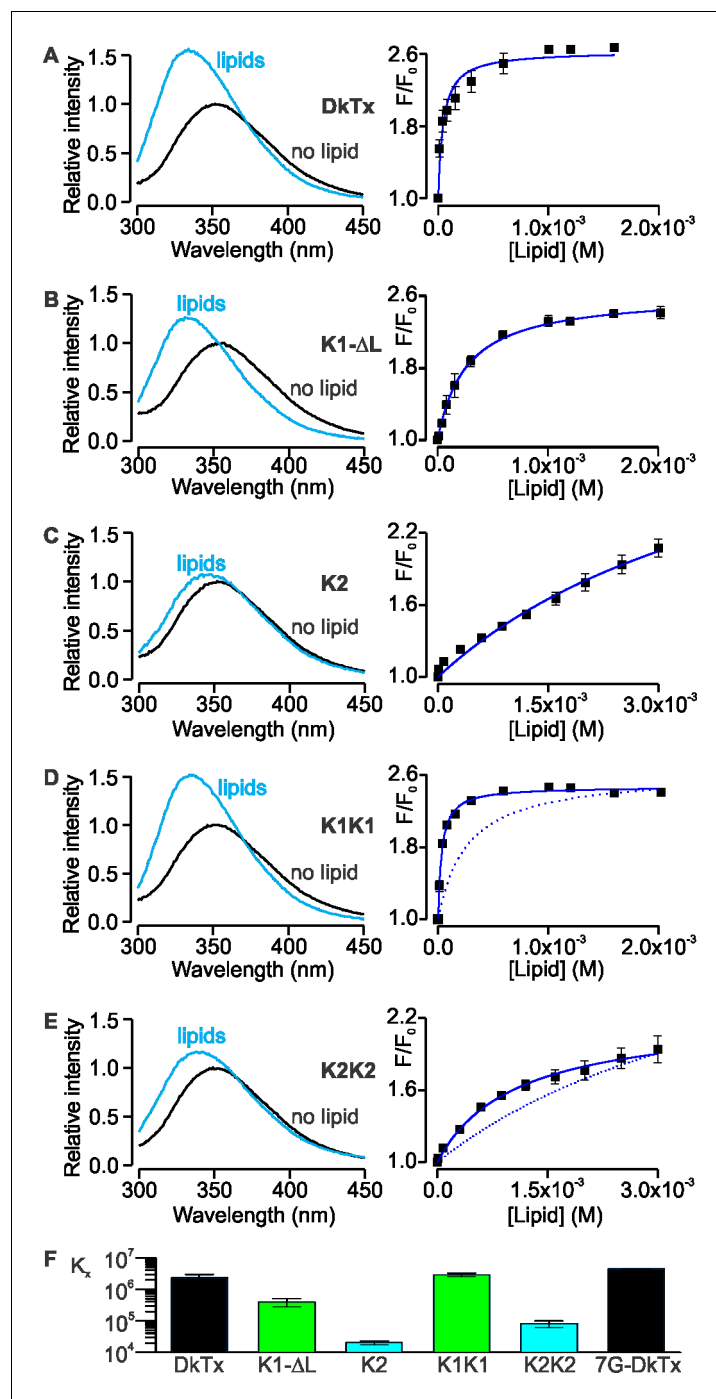 A
Relative intensity
1.5
1.0
0.5
0.0
lipids
DkTx
no lipid
300 350 400 450
Wavelength (nm)
F/F₀
2.6
1.8
1.0
0.0 1.0x10⁻³ 2.0x10⁻³
[Lipid] (M)
B
Relative intensity
1.5
1.0
0.5
0.0
lipids
K1-ΔL
no lipid
300 350 400 450
Wavelength (nm)
F/F₀
2.6
1.8
1.0
0.0 1.0x10⁻³ 2.0x10⁻³
[Lipid] (M)
C
Relative intensity
1.5
1.0
0.5
0.0
lipids
K2
no lipid
300 350 400 450
Wavelength (nm)
F/F₀
2.2
1.6
1.0
0.0 1.5x10⁻³ 3.0x10⁻³
[Lipid] (M)
D
Relative intensity
1.5
1.0
0.5
0.0
lipids
K1K1
no lipid
300 350 400 450
Wavelength (nm)
F/F₀
2.6
1.8
1.0
0.0 1.0x10⁻³ 2.0x10⁻³
[Lipid] (M)
E
Relative intensity
1.5
1.0
0.5
0.0
lipids
K2K2
no lipid
300 350 400 450
Wavelength (nm)
F/F₀
2.2
1.6
1.0
0.0 1.5x10⁻³ 3.0x10⁻³
[Lipid] (M)
F
Kₓ
10⁷
10⁶
10⁵
10⁴
DkTx K1-ΔL K2 K1K1 K2K2 7G-DkTx